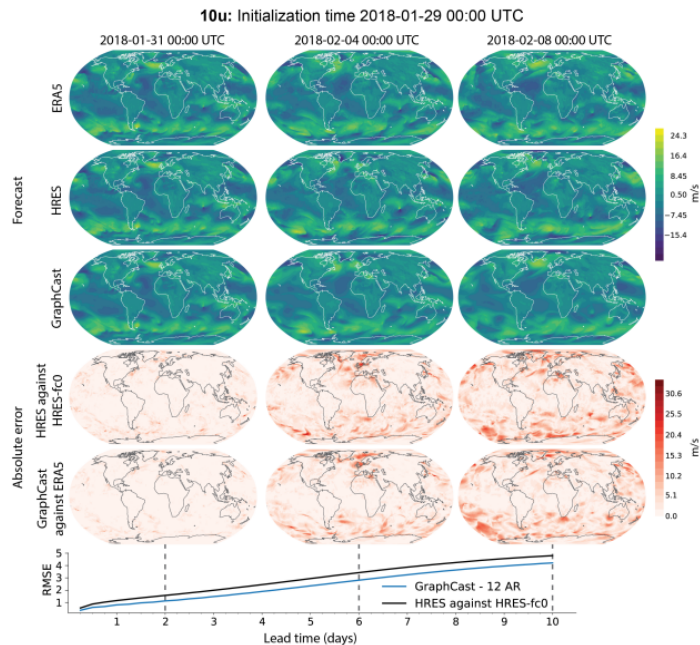 10u: Initialization time 2018-01-29 00:00 UTC
2018-01-31 00:00 UTC
2018-02-04 00:00 UTC
2018-02-08 00:00 UTC
Forecast
ERA5
HRES
GraphCast
24.3
16.4
8.50
0.45
−7.45
−15.4
m/s
Absolute error
HRES against
HRES-fc0
GraphCast
against ERA5
30.6
25.5
20.4
15.3
10.2
5.1
0.0
m/s
RMSE
5
4
3
2
1
GraphCast - 12 AR
HRES against HRES-fc0
1 2 3 4 5 6 7 8 9 10
Lead time (days)